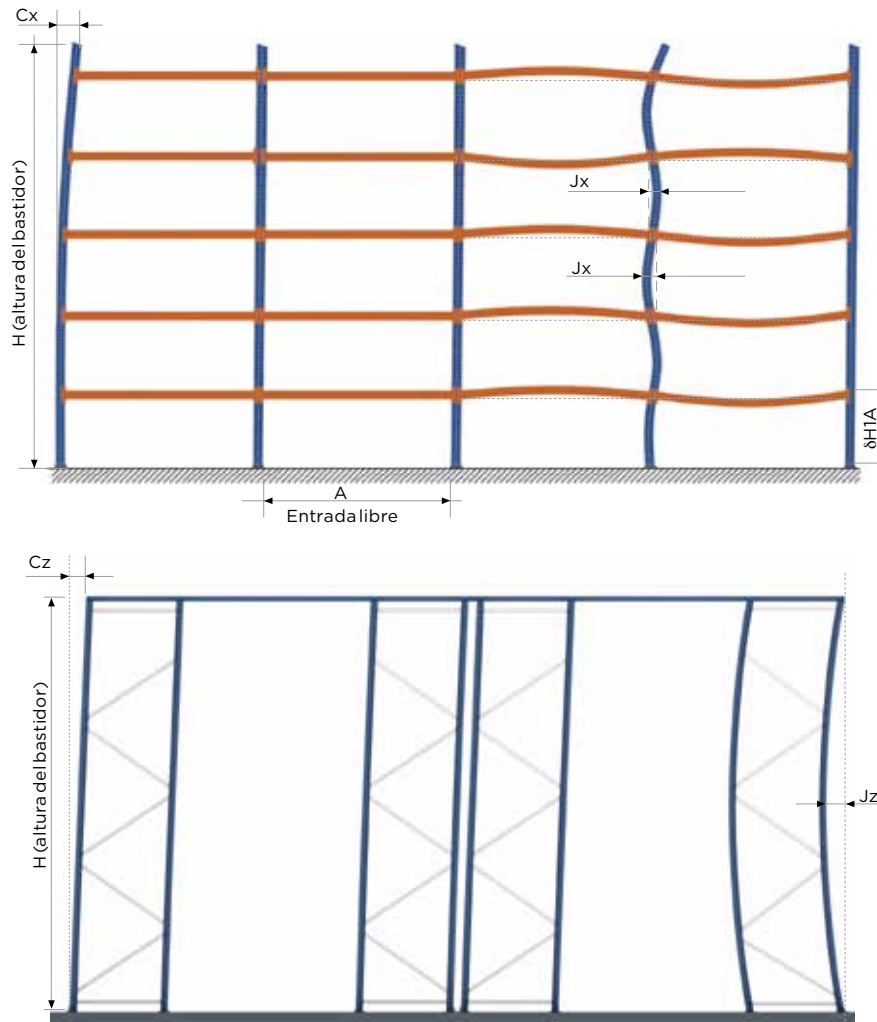 Cx
H (altura del bastidor)
Jx
Jx
δH1A
A
Entrada libre
Cz
H (altura del bastidor)
Jz